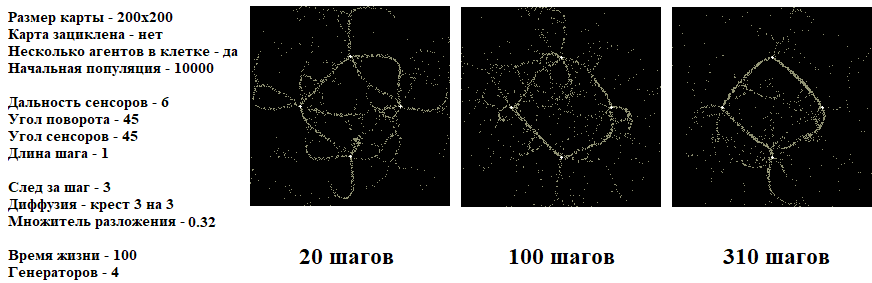 Размер карты - 200x200
Карта зациклена - нет
Несколько агентов в клетке - да
Начальная популяция - 10000
Дальность сенсоров - 6
Угол поворота - 45
Угол сенсоров - 45
Длина шага - 1
След за шаг - 3
Диффузия - крест 3 на 3
Множитель разложения - 0.32
Время жизни - 100
Генераторов - 4
20 шагов
100 шагов
310 шагов